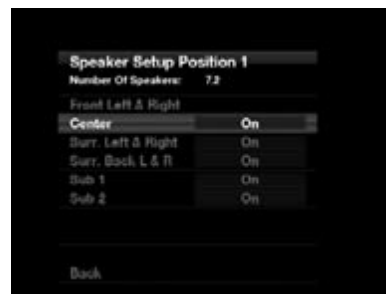 Speaker Setup Position 1
Number Of Speakers: 7.2
Front Left & Right
Center On
Surr. Left & Right On
Surr. Back L & R On
Sub 1 On
Sub 2 On
Back